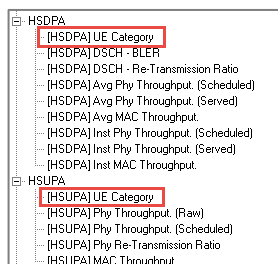 HSDPA
[HSDPA] UE Category
[HSDPA] DSCH - BLER
[HSDPA] DSCH - Re-Transmission Ratio
[HSDPA] Avg Phy Throughput. (Scheduled)
[HSDPA] Avg Phy Throughput. (Served)
[HSDPA] Avg MAC Throughput.
[HSDPA] Inst Phy Throughput. (Scheduled)
[HSDPA] Inst Phy Throughput. (Served)
[HSDPA] Inst MAC Throughput.
HSUPA
[HSUPA] UE Category
[HSUPA] Phy Throughput. (Raw)
[HSUPA] Phy Throughput. (Scheduled)
[HSUPA] Phy Re-Transmission Ratio
[HSUPA] MAC Throughput